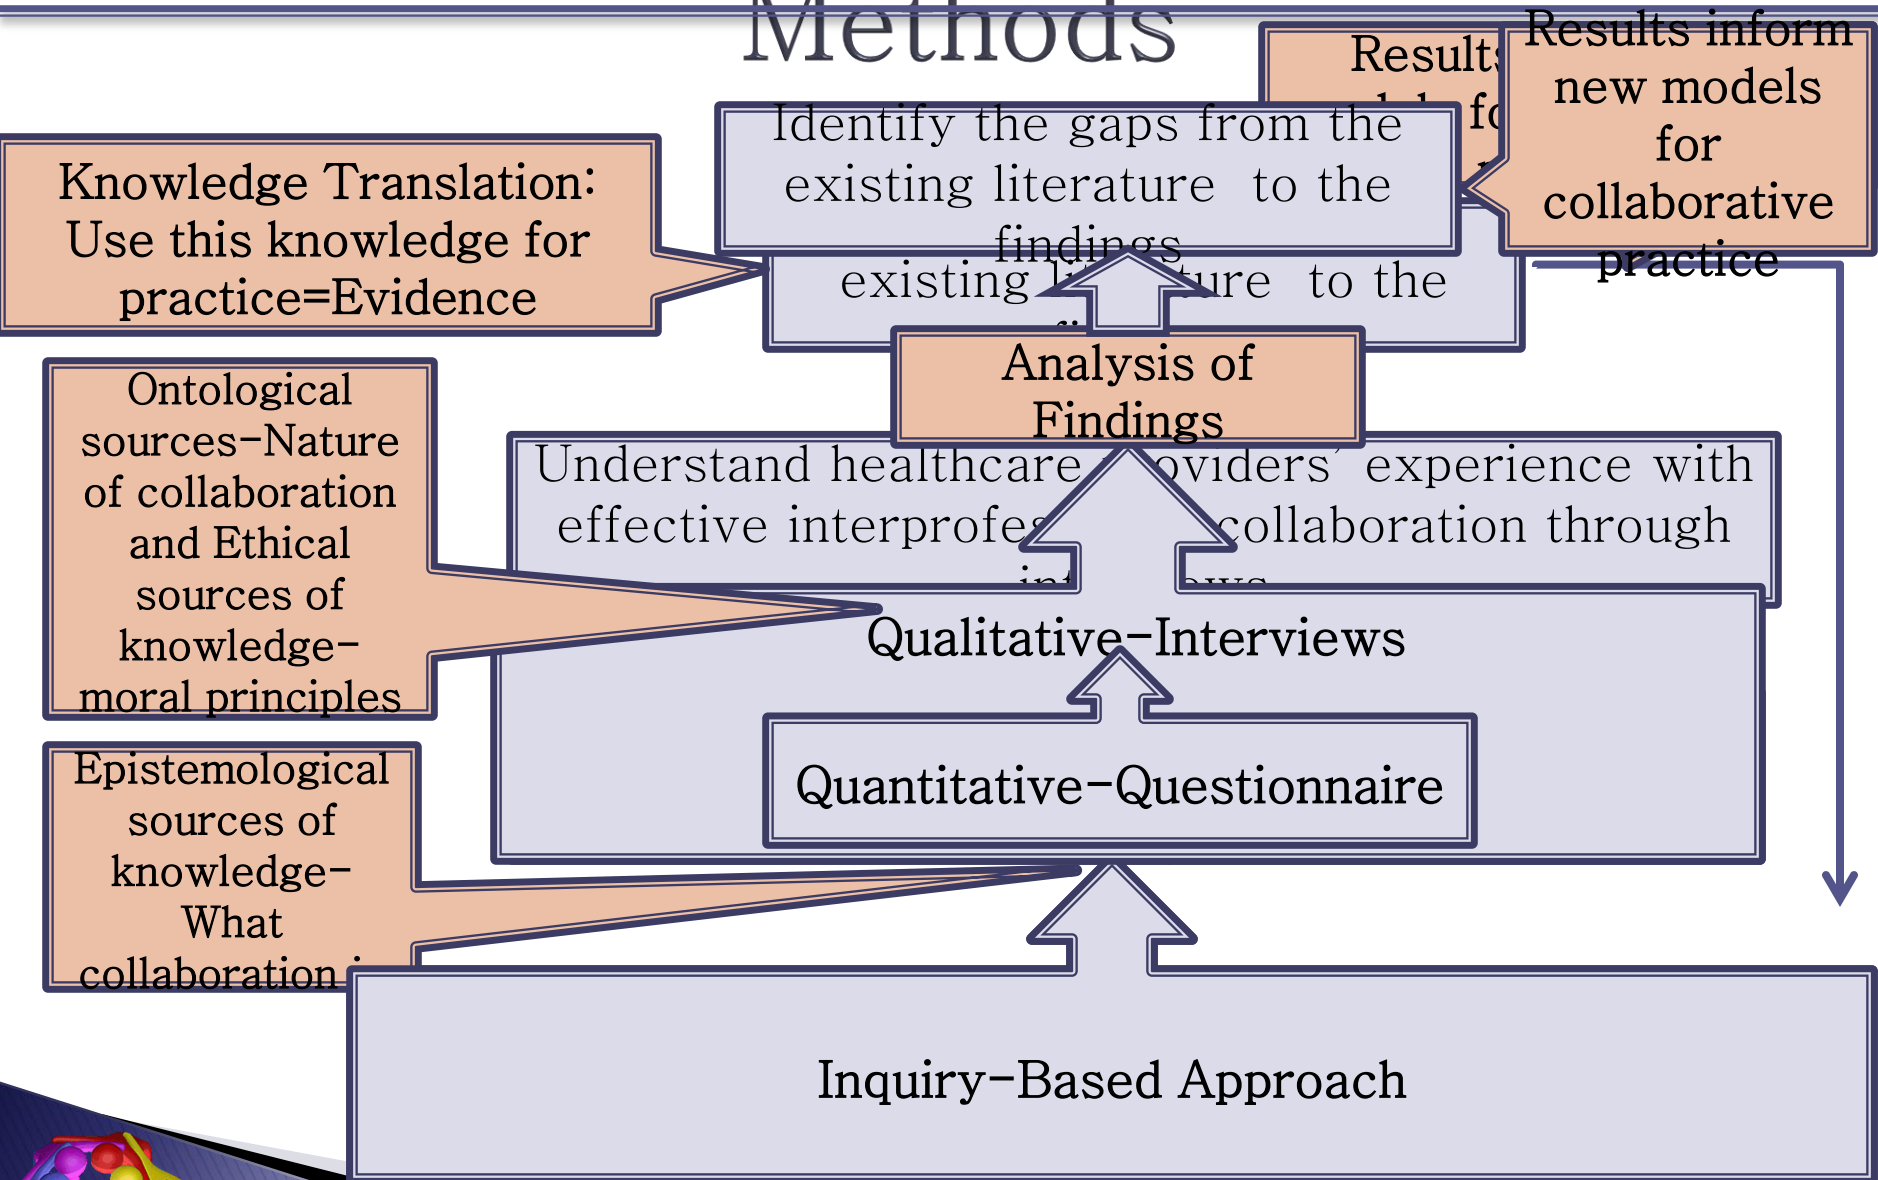 Methods
Results inform
new models
for
collaborative
practice
Results
Identify the gaps from the
existing literature to the
findings
existing to the
Knowledge Translation:
Use this knowledge for
practice=Evidence
Analysis of
Findings
Ontological
sources-Nature
of collaboration
and Ethical
sources of
knowledge-
moral principles
Understand healthcare providers’ experience with
effective collaboration through
Qualitative-Interviews
Quantitative-Questionnaire
Epistemological
sources of
knowledge-
What
collaboration
Inquiry-Based Approach